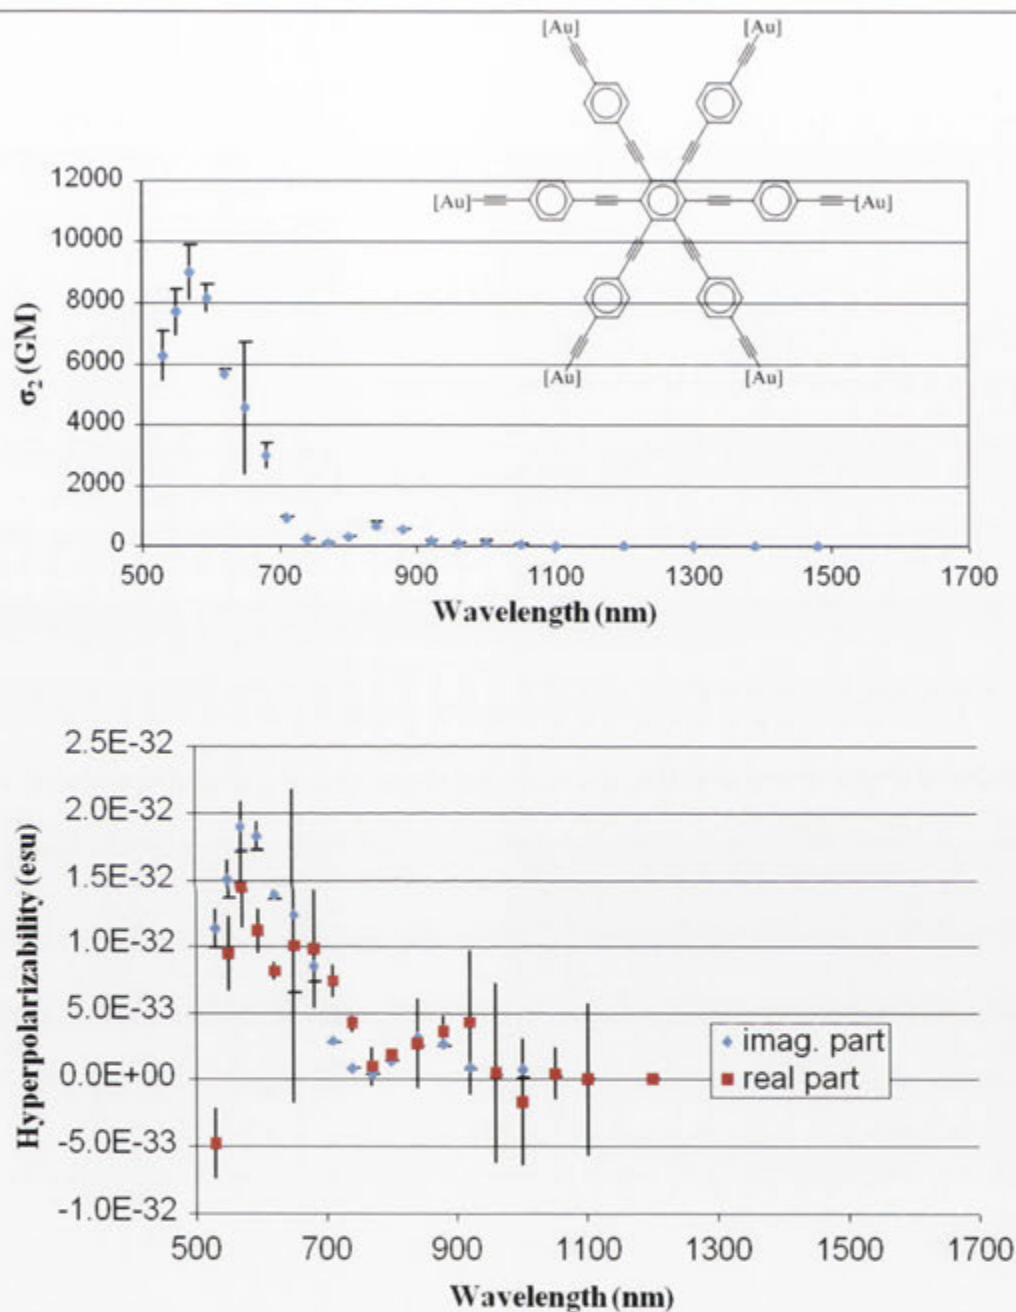 [Au] [Au]
12000
10000
8000
6000
4000
2000
0
σ₂ (GM)
[Au] [Au]
[Au] [Au]
500 700 900 1100 1300 1500 1700
Wavelength (nm)
2.5E-32
2.0E-32
1.5E-32
1.0E-32
5.0E-33
0.0E+00
-5.0E-33
-1.0E-32
Hyperpolarizability (esu)
imag. part
real part
500 700 900 1100 1300 1500 1700
Wavelength (nm)